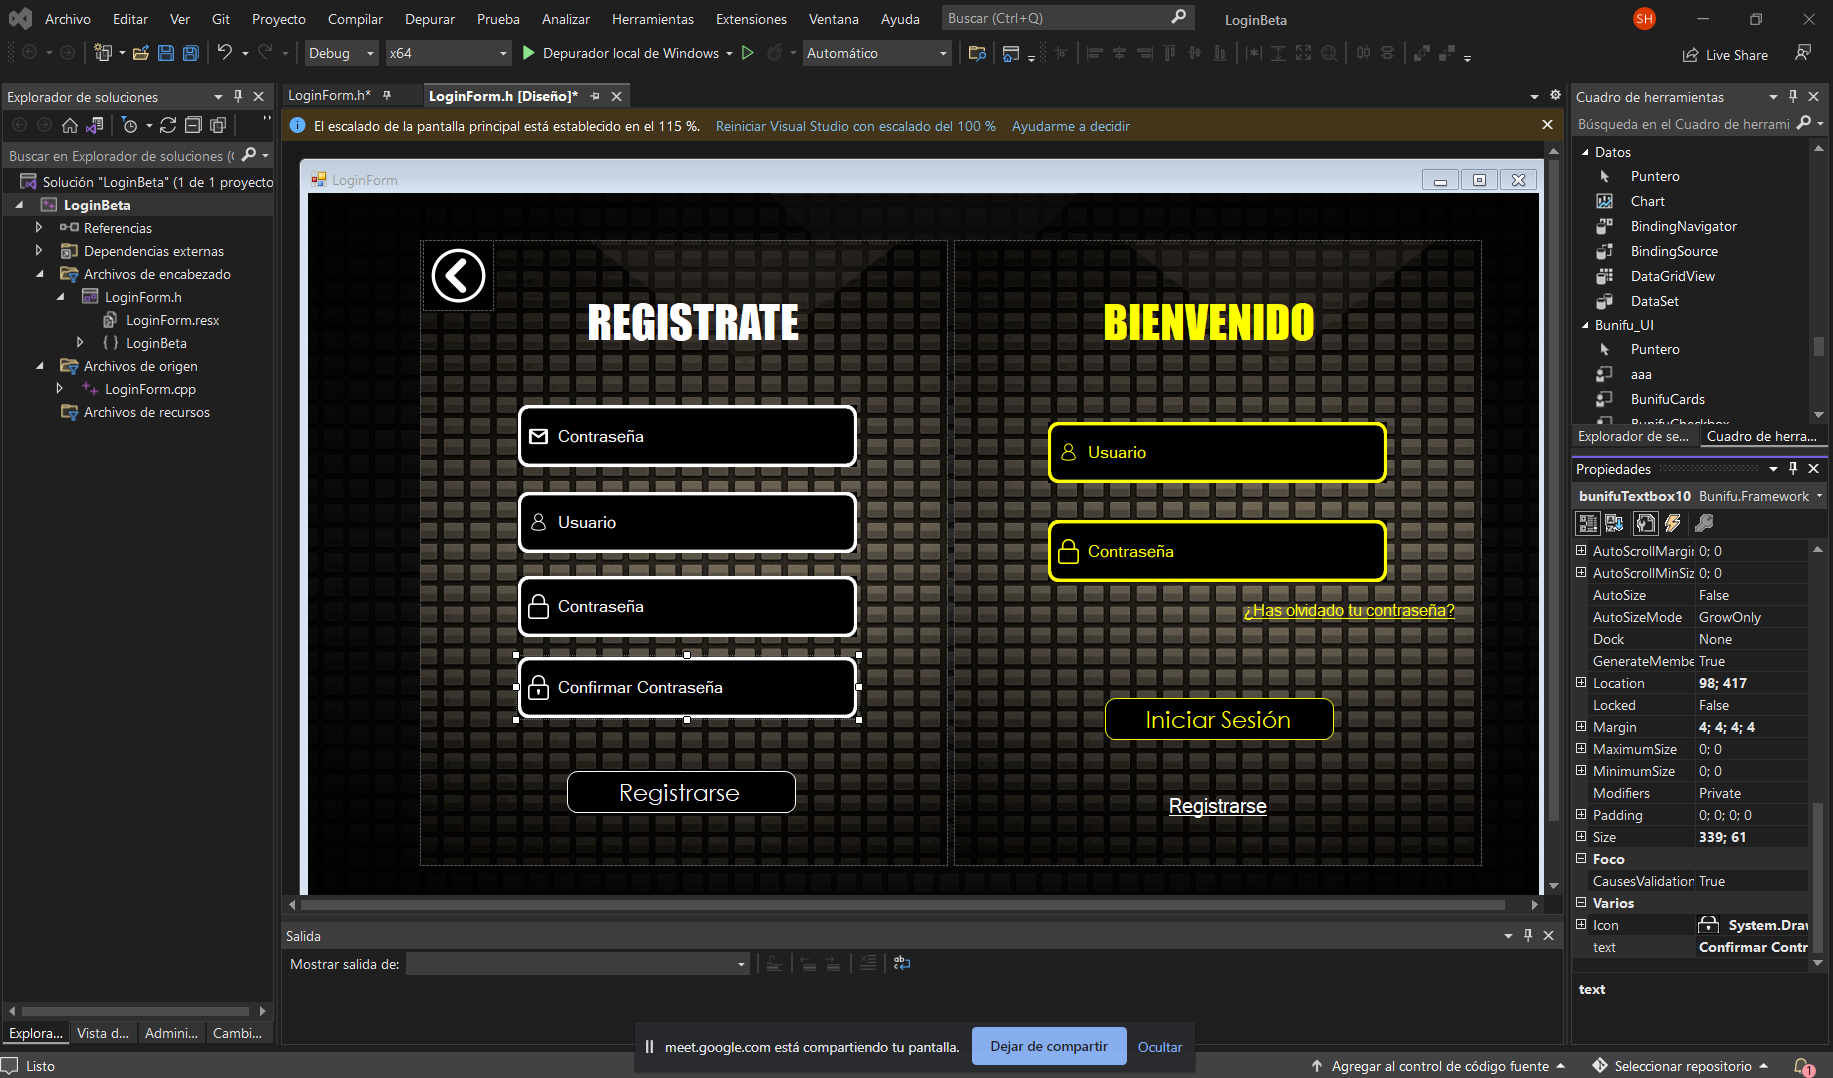 Archivo Editar Ver Git Proyecto Compilar Depurar Prueba Analizar Herramientas Extensiones Ventana Ayuda Buscar (Ctrl+Q) LoginBeta SH
Debug x64 Depurador local de Windows Automático Live Share
Explorador de soluciones
Buscar en Explorador de soluciones (
Solución "LoginBeta" (1 de 1 proyecto
LoginBeta
Referencias
Dependencias externas
Archivos de encabezado
LoginForm.h
LoginForm.resx
LoginBeta
Archivos de origen
LoginForm.cpp
Archivos de recursos
Explora... Vista d... Admini... Cambi...
LoginForm.h* LoginForm.h [Diseño]*
El escalado de la pantalla principal está establecido en el 115 %. Reiniciar Visual Studio con escalado del 100 % Ayudarme a decidir
LoginForm
REGISTRATE
Contraseña
Usuario
Contraseña
Confirmar Contraseña
Registrarse
BIENVENIDO
Usuario
Contraseña
¿Has olvidado tu contraseña?
Iniciar Sesión
Registrarse
Salida
Mostrar salida de:
Cuadro de herramientas
Búsqueda en el Cuadro de herrami
Datos
Puntero
Chart
BindingNavigator
BindingSource
DataGridView
DataSet
Bunifu_UI
Puntero
aaa
BunifuCards
BunifuCheckbox
Explorador de se... Cuadro de herra...
Propiedades
bunifuTextbox10 Bunifu.Framework
AutoScrollMargin 0; 0
AutoScrollMinSiz 0; 0
AutoSize False
AutoSizeMode GrowOnly
Dock None
GenerateMembe True
Location 98; 417
Locked False
Margin 4; 4; 4; 4
MaximumSize 0; 0
MinimumSize 0; 0
Modifiers Private
Padding 0; 0; 0; 0
Size 339; 61
Foco
CausesValidation True
Varios
Icon System.Draw
text Confirmar Contr
text
meet.google.com está compartiendo tu pantalla. Dejar de compartir Ocultar
Listo Agregar al control de código fuente Seleccionar repositorio 1